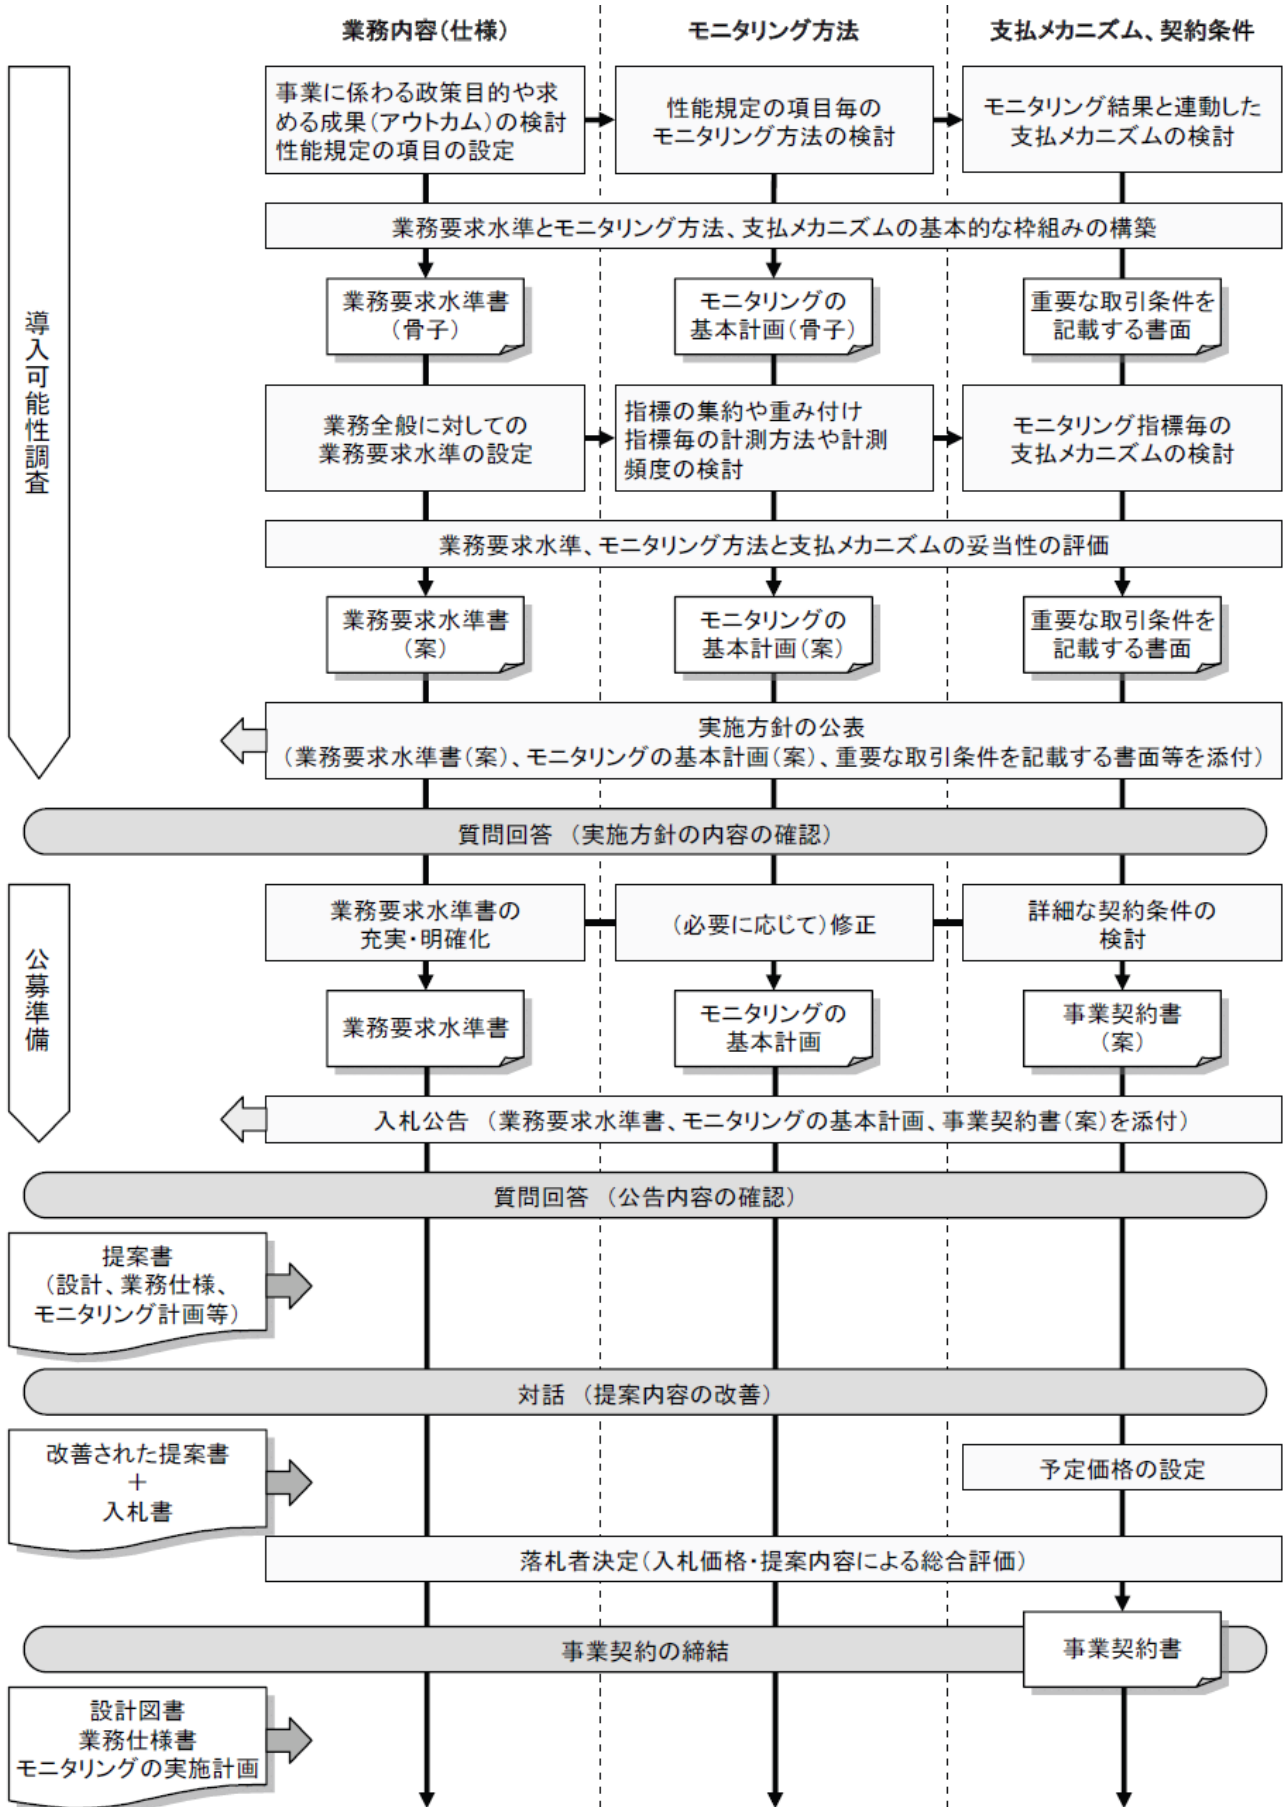 業務内容(仕様)
モニタリング方法
支払メカニズム、契約条件
導入可能性調査
事業に係わる政策目的や求
める成果(アウトカム)の検討
性能規定の項目の設定
性能規定の項目毎の
モニタリング方法の検討
モニタリング結果と連動した
支払メカニズムの検討
業務要求水準とモニタリング方法、支払メカニズムの基本的な枠組みの構築
業務要求水準書
(骨子)
モニタリングの
基本計画(骨子)
重要な取引条件を
記載する書面
業務全般に対しての
業務要求水準の設定
指標の集約や重み付け
指標毎の計測方法や計測
頻度の検討
モニタリング指標毎の
支払メカニズムの検討
業務要求水準、モニタリング方法と支払メカニズムの妥当性の評価
業務要求水準書
(案)
モニタリングの
基本計画(案)
重要な取引条件を
記載する書面
実施方針の公表
(業務要求水準書(案)、モニタリングの基本計画(案)、重要な取引条件を記載する書面等を添付)
質問回答 (実施方針の内容の確認)
公募準備
業務要求水準書の
充実・明確化
(必要に応じて)修正
詳細な契約条件の
検討
業務要求水準書
モニタリングの
基本計画
事業契約書
(案)
入札公告 (業務要求水準書、モニタリングの基本計画、事業契約書(案)を添付)
質問回答 (公告内容の確認)
提案書
(設計、業務仕様、
モニタリング計画等)
対話 (提案内容の改善)
改善された提案書
+
入札書
予定価格の設定
落札者決定(入札価格・提案内容による総合評価)
事業契約の締結
事業契約書
設計図書
業務仕様書
モニタリングの実施計画